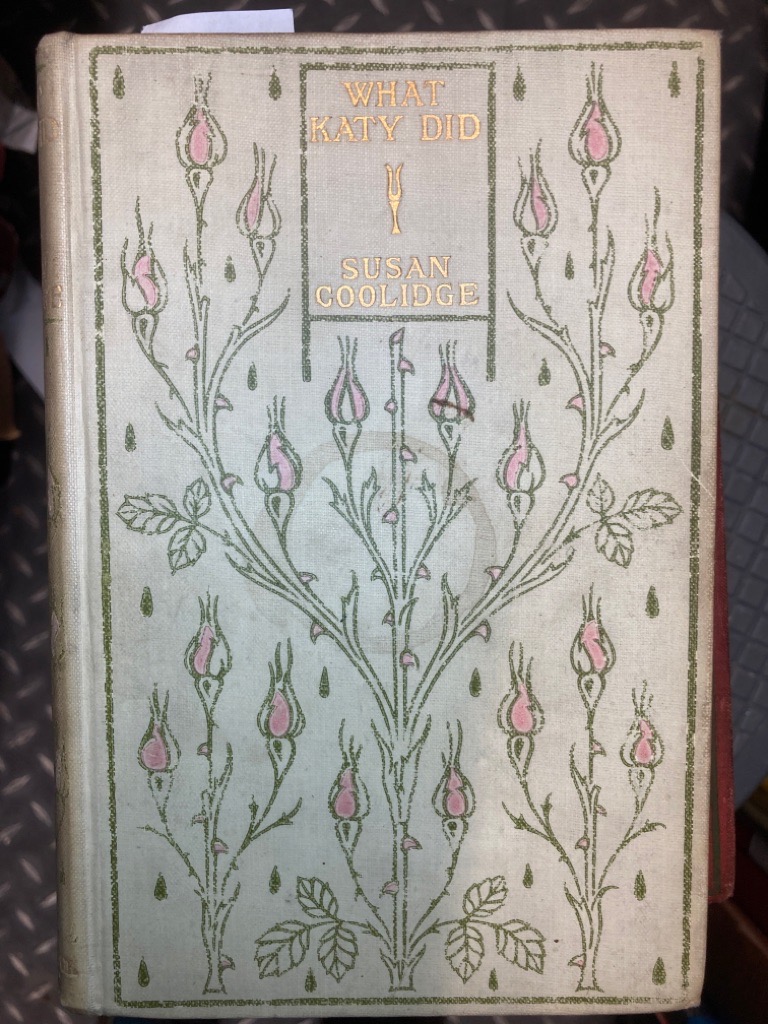 WHAT
KATY DID
SUSAN
COOLIDGE